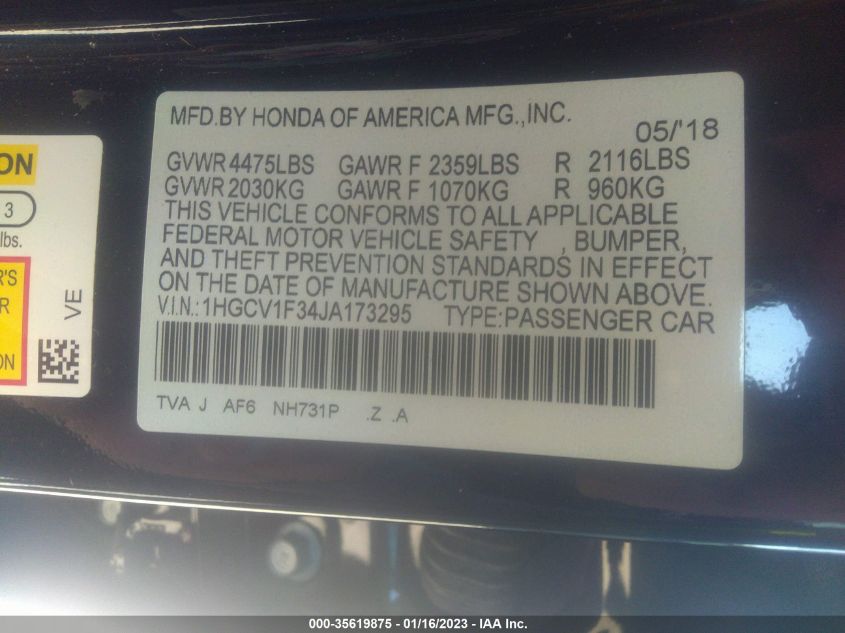 MFD.BY HONDA OF AMERICA MFG.,INC.
05/'18
GVWR 4475LBS GAWR F 2359LBS R 2116LBS
GVWR 2030KG GAWR F 1070KG R 960KG
THIS VEHICLE CONFORMS TO ALL APPLICABLE
FEDERAL MOTOR VEHICLE SAFETY , BUMPER,
AND THEFT PREVENTION STANDARDS IN EFFECT
ON THE DATE OF MANUFACTURE SHOWN ABOVE.
V.I.N.:1HGCV1F34JA173295 TYPE:PASSENGER CAR
TVA J AF6 NH731P .Z .A
ON
3
lbs.
R'S
R
ON
VE
000-35619875 — 01/16/2023 — IAA Inc.